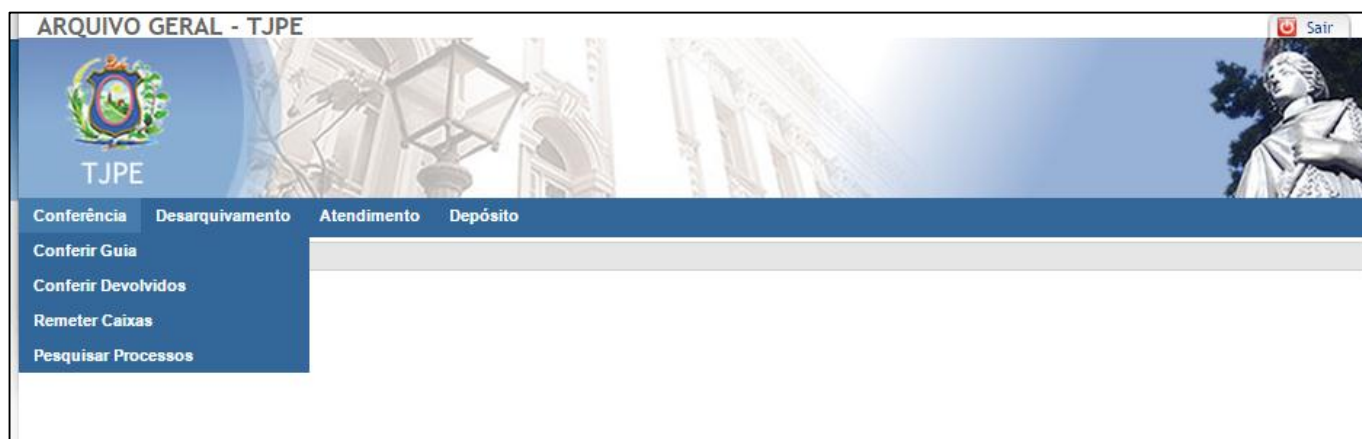 ARQUIVO GERAL - TJPE
Sair
TJPE
Conferência Desarquivamento Atendimento Depósito
Conferir Guia
Conferir Devolvidos
Remeter Caixas
Pesquisar Processos